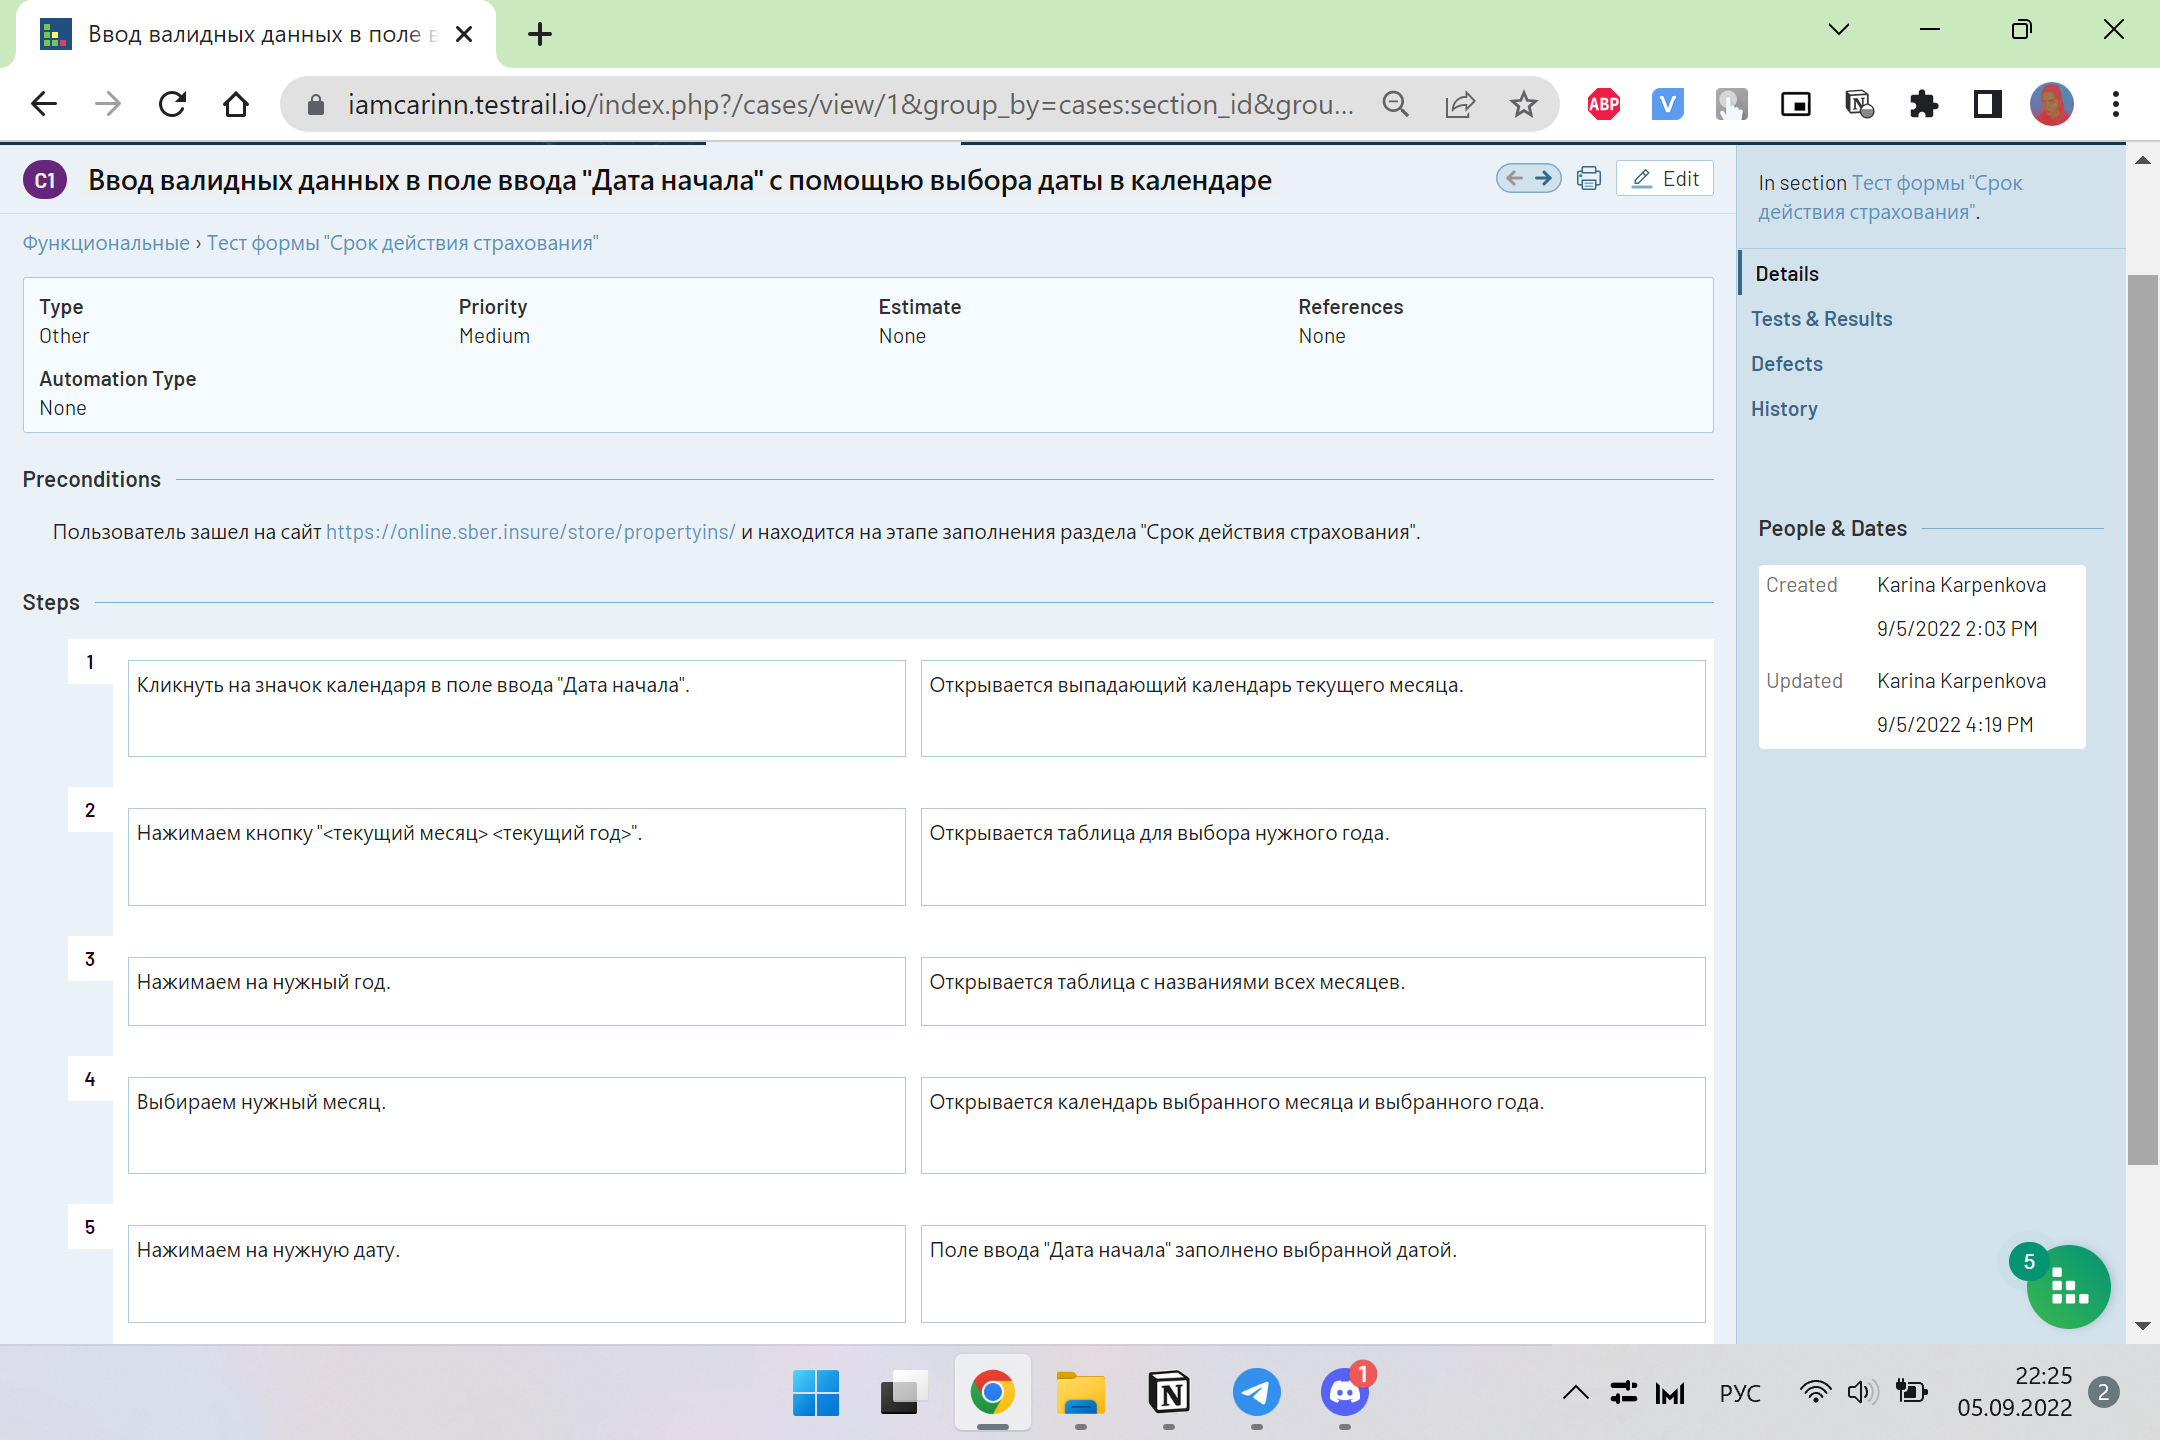 Ввод валидных данных в поле
iamcarinn.testrail.io/index.php?/cases/view/1&group_by=cases:section_id&grou...
ABP
V
C1
Ввод валидных данных в поле ввода "Дата начала" с помощью выбора даты в календаре
Edit
Функциональные › Тест формы "Срок действия страхования"
Type
Other
Priority
Medium
Estimate
None
References
None
Automation Type
None
Preconditions
Пользователь зашел на сайт https://online.sber.insure/store/propertyins/ и находится на этапе заполнения раздела "Срок действия страхования".
Steps
1
Кликнуть на значок календаря в поле ввода "Дата начала".
Открывается выпадающий календарь текущего месяца.
2
Нажимаем кнопку "<текущий месяц> <текущий год>".
Открывается таблица для выбора нужного года.
3
Нажимаем на нужный год.
Открывается таблица с названиями всех месяцев.
4
Выбираем нужный месяц.
Открывается календарь выбранного месяца и выбранного года.
5
Нажимаем на нужную дату.
Поле ввода "Дата начала" заполнено выбранной датой.
In section Тест формы "Срок
действия страхования".
Details
Tests & Results
Defects
History
People & Dates
Created
Karina Karpenkova
9/5/2022 2:03 PM
Updated
Karina Karpenkova
9/5/2022 4:19 PM
5
1
РУС
22:25
05.09.2022
2